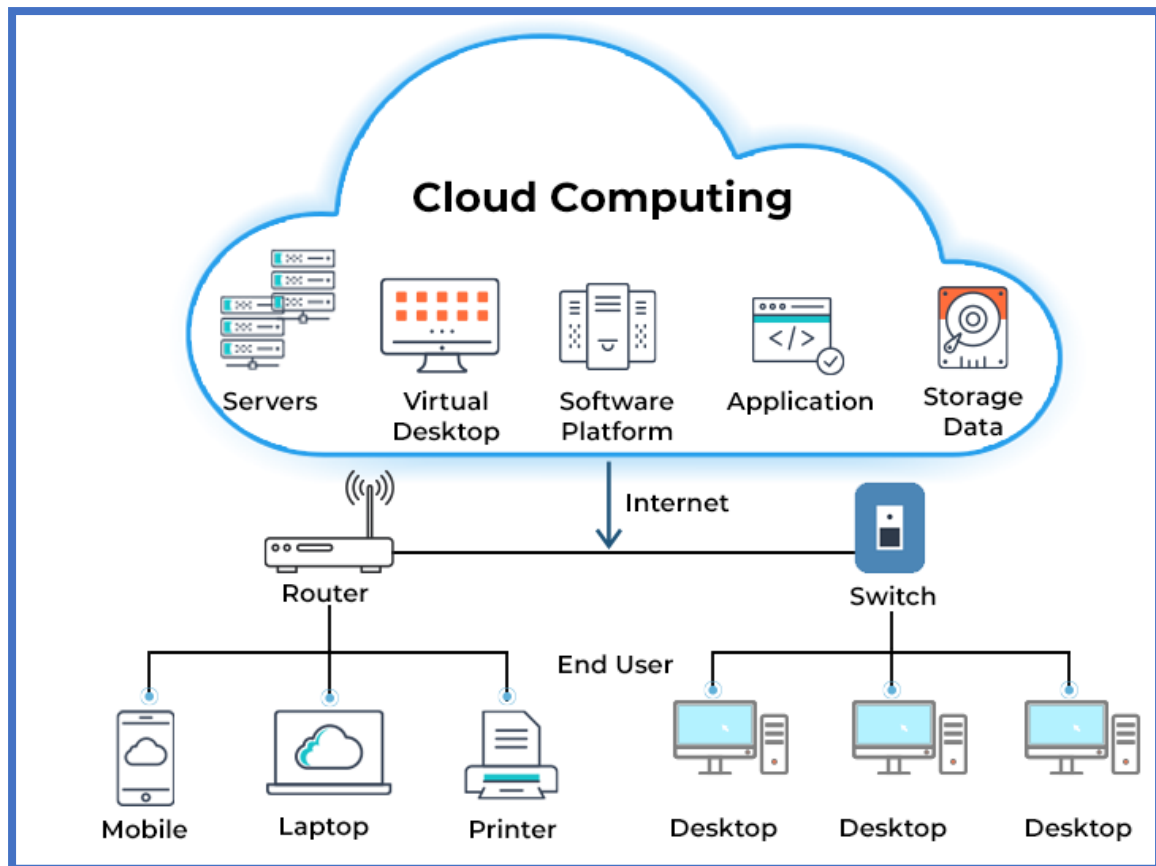 Cloud Computing
Servers
Virtual
Desktop
Software
Platform
Application
Storage
Data
Internet
Router
Switch
End User
Mobile
Laptop
Printer
Desktop
Desktop
Desktop